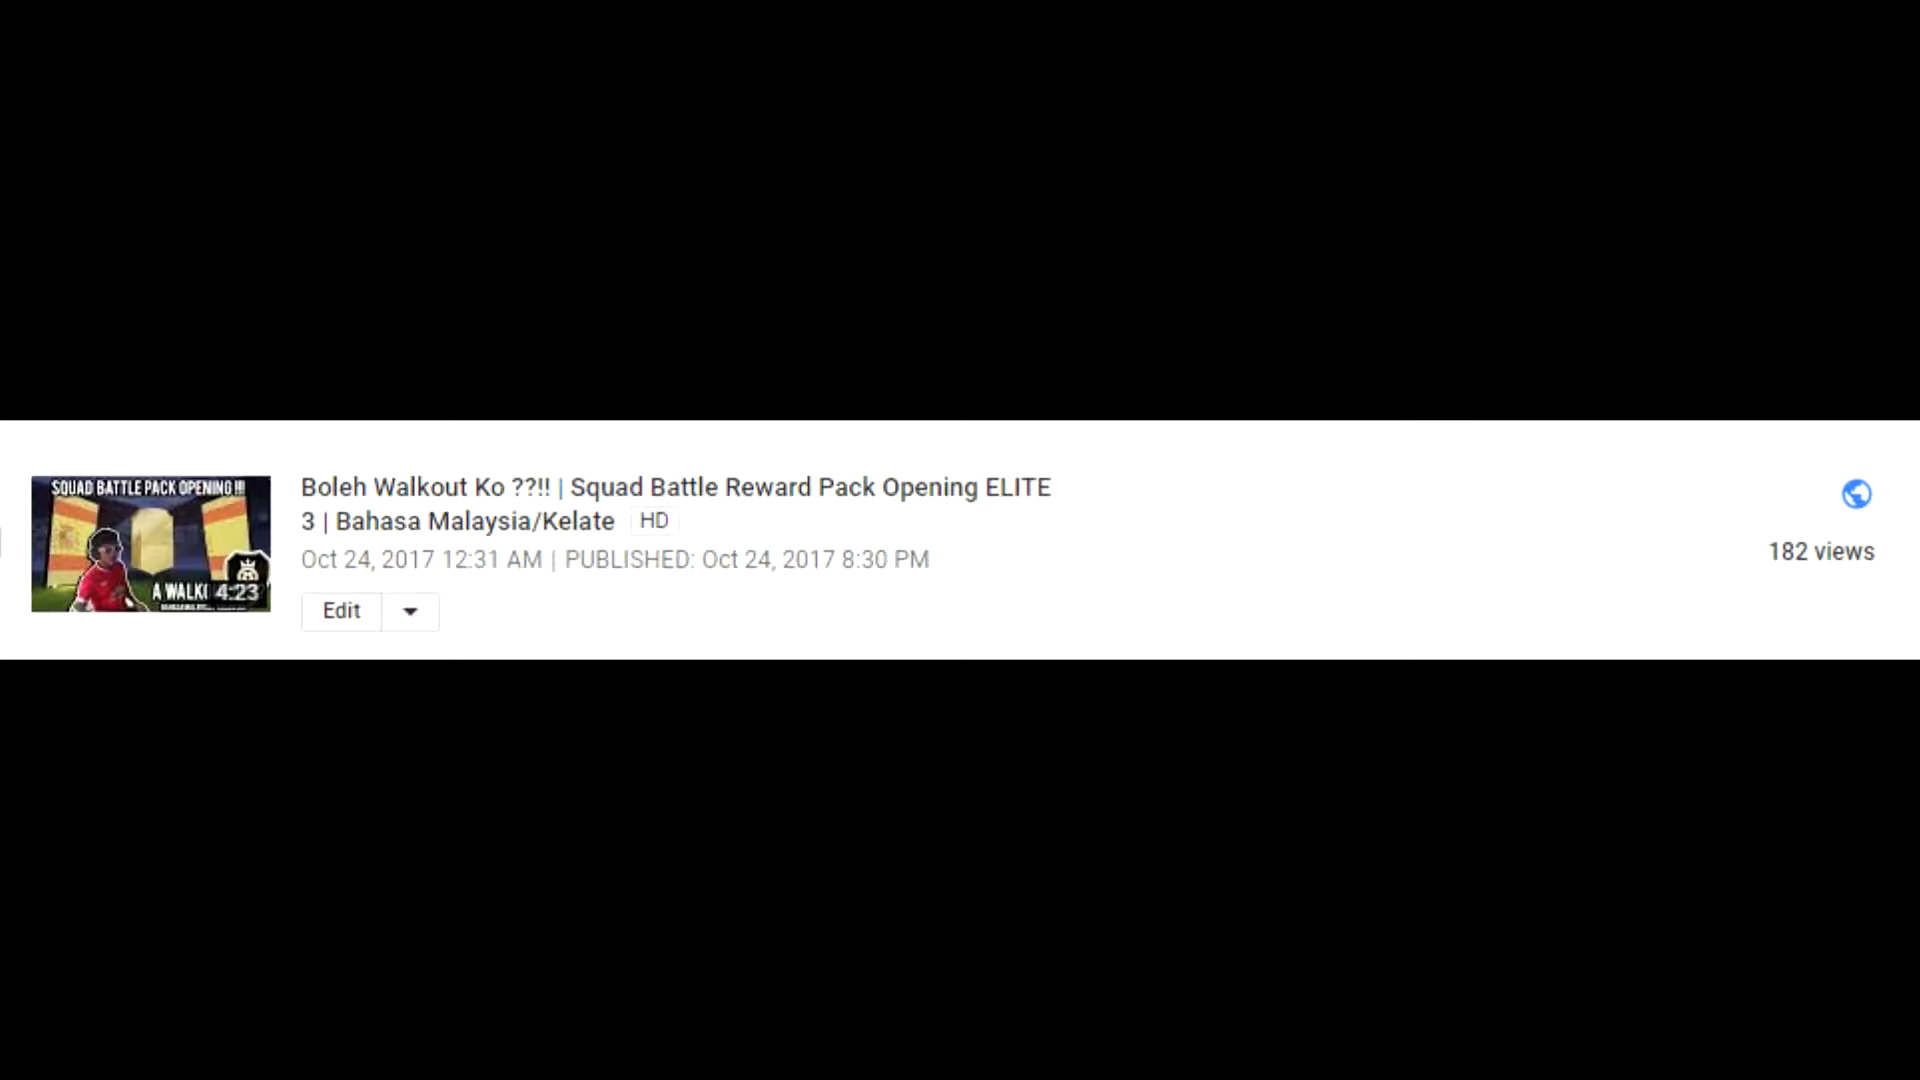 SQUAD BATTLE PACK OPENING !!!
A WALK
4:23
Boleh Walkout Ko ??!! | Squad Battle Reward Pack Opening ELITE
3 | Bahasa Malaysia/Kelate HD
Oct 24, 2017 12:31 AM | PUBLISHED: Oct 24, 2017 8:30 PM
Edit
182 views